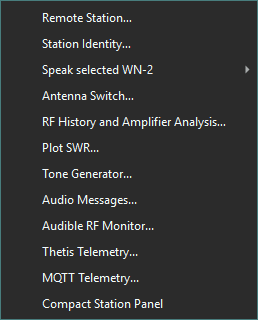 Remote Station...
Station Identity...
Speak selected WN-2
Antenna Switch...
RF History and Amplifier Analysis...
Plot SWR...
Tone Generator...
Audio Messages...
Audible RF Monitor...
Thetis Telemetry...
MQTT Telemetry...
Compact Station Panel